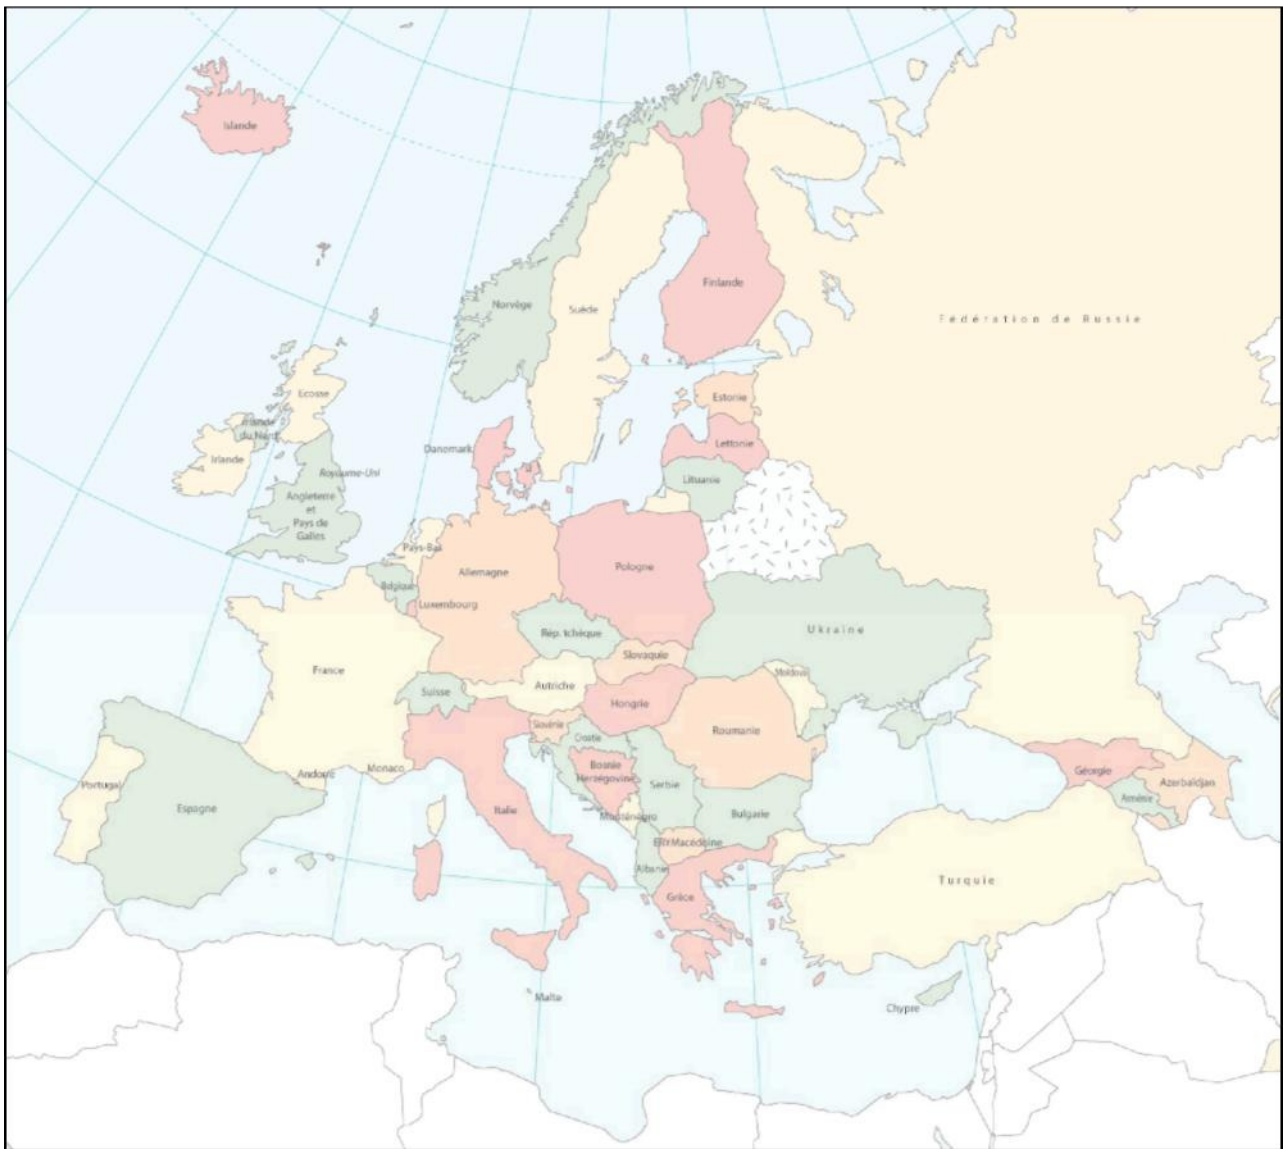 Islande
Finlande
Norvège
Suède
Fédération de Russie
Ecosse
Estonie
Irlande
du Nord
Lettonie
Danemark
Irlande
Royaume-Uni
Lituanie
Angleterre
et
Pays de
Galles
Pays-Bas
Allemagne
Pologne
Belgique
Luxembourg
Rép. tchèque
Ukraine
Slovaquie
France
Moldova
Suisse
Autriche
Hongrie
Slovénie
Roumanie
Croatie
Bosnie
Herzégovine
Monaco
Andorre
Géorgie
Portugal
Serbie
Azerbaïdjan
Arménie
Espagne
Italie
Monténégro
Bulgarie
ERYMacédoine
Albanie
Turquie
Grèce
Malte
Chypre